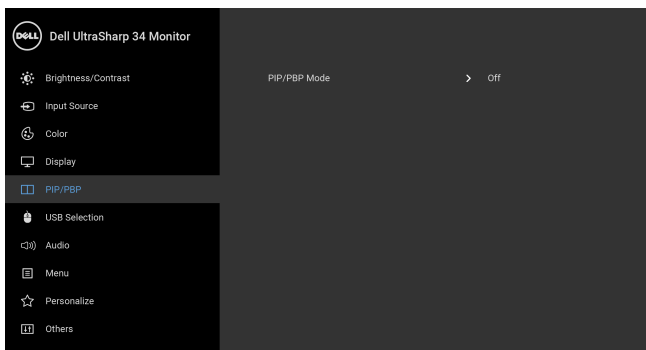 DELL Dell UltraSharp 34 Monitor
Brightness/Contrast PIP/PBP Mode Off
Input Source
Color
Display
PIP/PBP
USB Selection
Audio
Menu
Personalize
Others